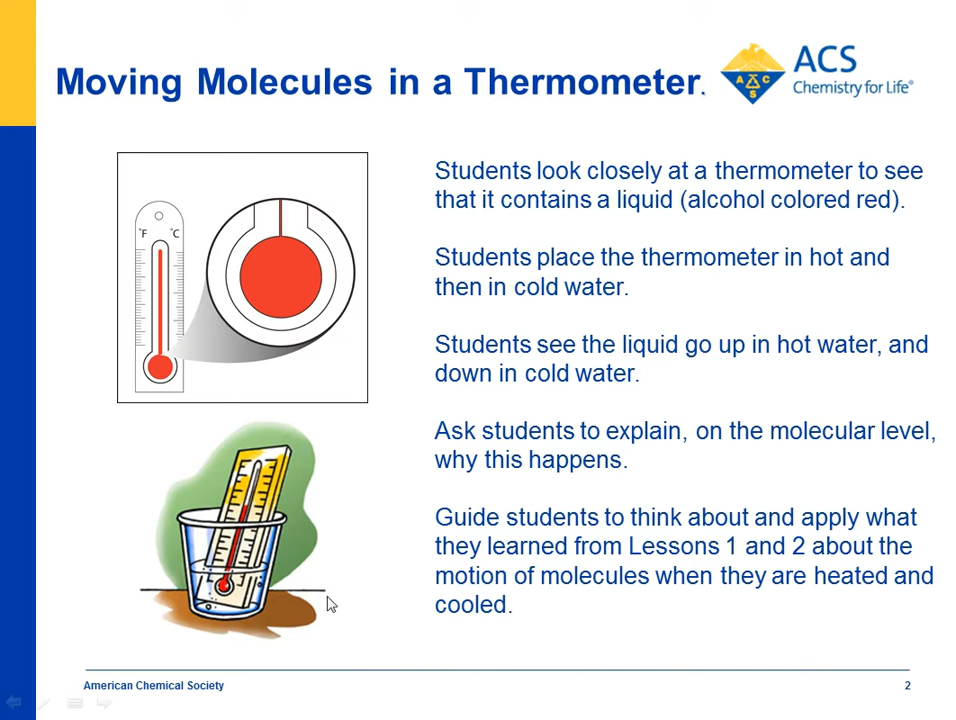 Moving Molecules in a Thermometer.
ACS
Chemistry for Life®
A C S
Students look closely at a thermometer to see
that it contains a liquid (alcohol colored red).
°F °C
Students place the thermometer in hot and
then in cold water.
Students see the liquid go up in hot water, and
down in cold water.
Ask students to explain, on the molecular level,
why this happens.
Guide students to think about and apply what
they learned from Lessons 1 and 2 about the
motion of molecules when they are heated and
cooled.
American Chemical Society
2